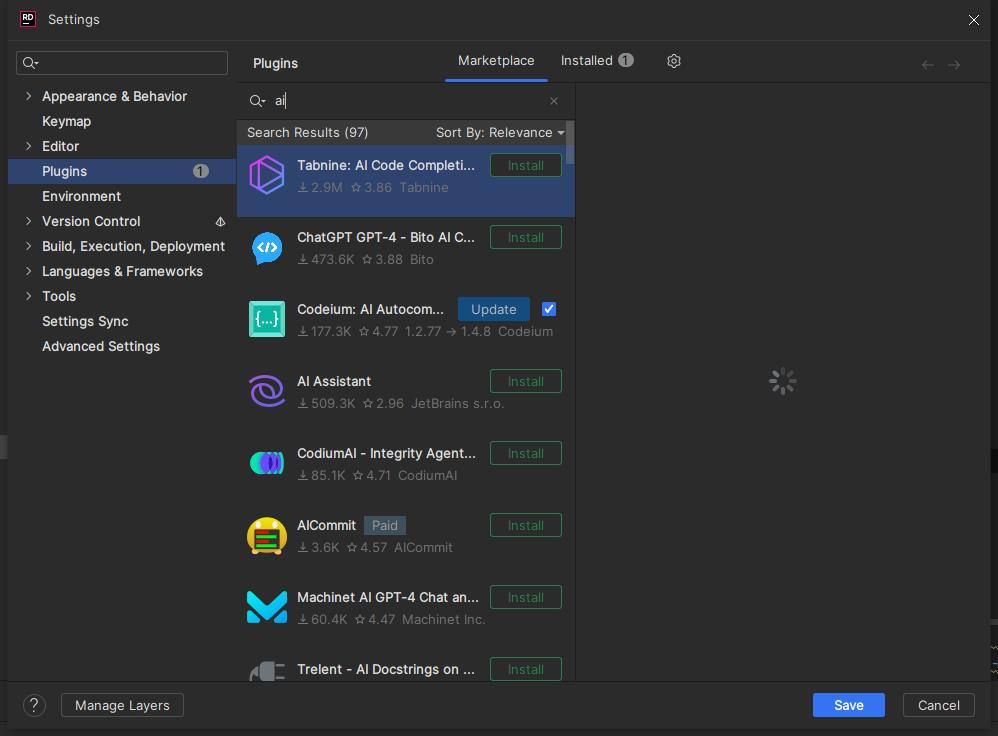 RD Settings
Plugins Marketplace Installed 1
Appearance & Behavior
Keymap
Editor
Plugins 1
Environment
Version Control
Build, Execution, Deployment
Languages & Frameworks
Tools
Settings Sync
Advanced Settings
ai
Search Results (97) Sort By: Relevance
Tabnine: AI Code Completi... Install
2.9M 3.86 Tabnine
ChatGPT GPT-4 - Bito AI C... Install
473.6K 3.88 Bito
Codeium: AI Autocom... Update
177.3K 4.77 1.2.77 → 1.4.8 Codeium
AI Assistant Install
509.3K 2.96 JetBrains s.r.o.
CodiumAI - Integrity Agent... Install
85.1K 4.71 CodiumAI
AICommit Paid Install
3.6K 4.57 AICommit
Machinet AI GPT-4 Chat an... Install
60.4K 4.47 Machinet Inc.
Trelent - AI Docstrings on ... Install
? Manage Layers Save Cancel